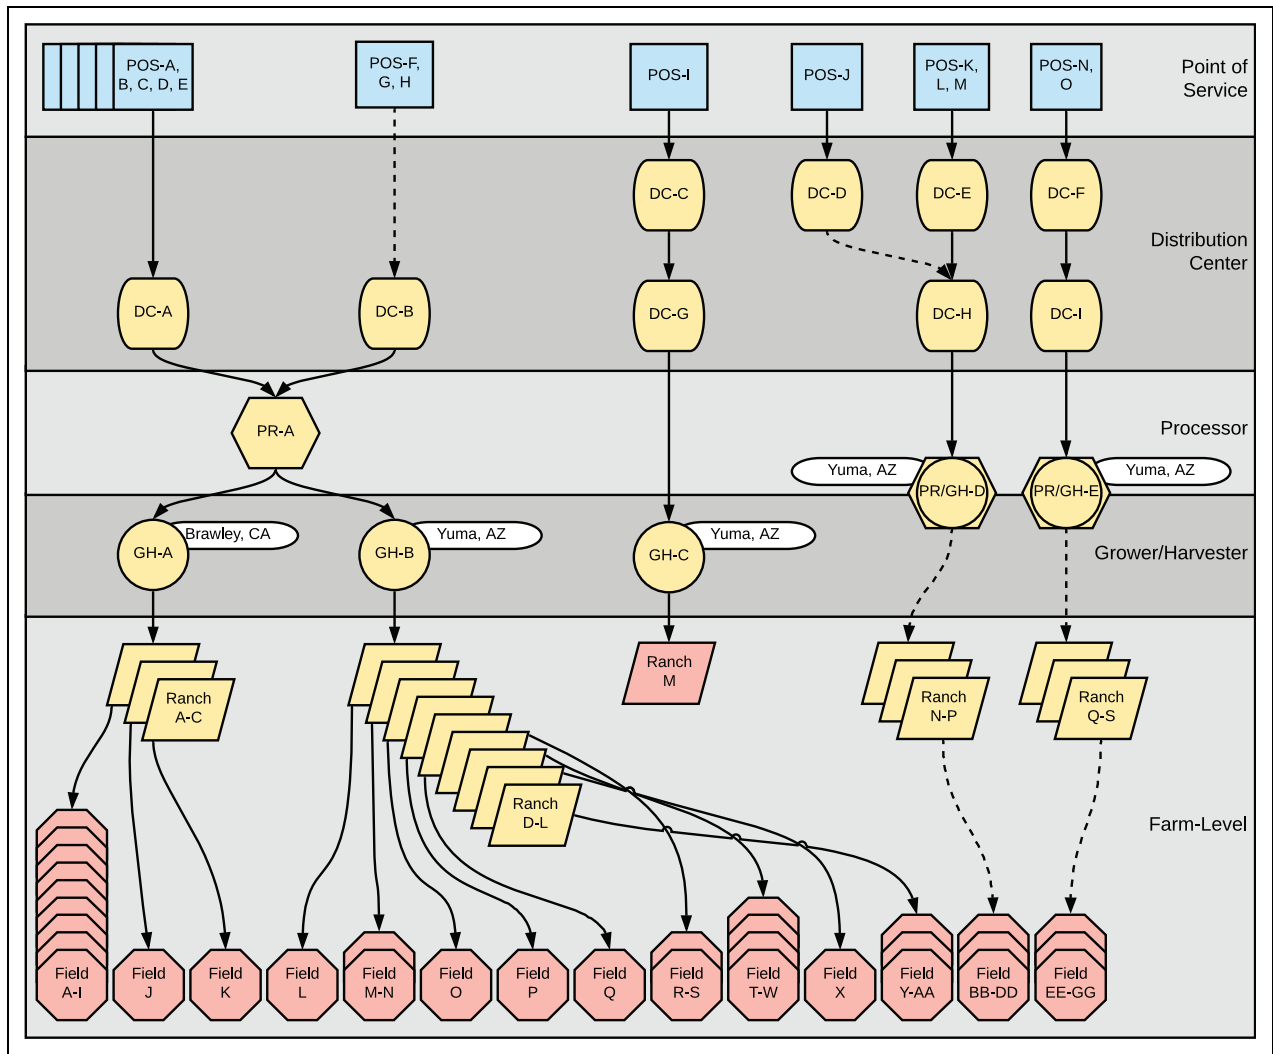 POS-A,
B, C, D, E
POS-F,
G, H
POS-I
POS-J
POS-K,
L, M
POS-N,
O
Point of
Service
DC-C
DC-D
DC-E
DC-F
Distribution
Center
DC-A
DC-B
DC-G
DC-H
DC-I
PR-A
Processor
Yuma, AZ
PR/GH-D
PR/GH-E
Yuma, AZ
GH-A
Brawley, CA
GH-B
Yuma, AZ
GH-C
Yuma, AZ
Grower/Harvester
Ranch
A-C
Ranch
D-L
Ranch
M
Ranch
N-P
Ranch
Q-S
Farm-Level
Field
A-I
Field
J
Field
K
Field
L
Field
M-N
Field
O
Field
P
Field
Q
Field
R-S
Field
T-W
Field
X
Field
Y-AA
Field
BB-DD
Field
EE-GG